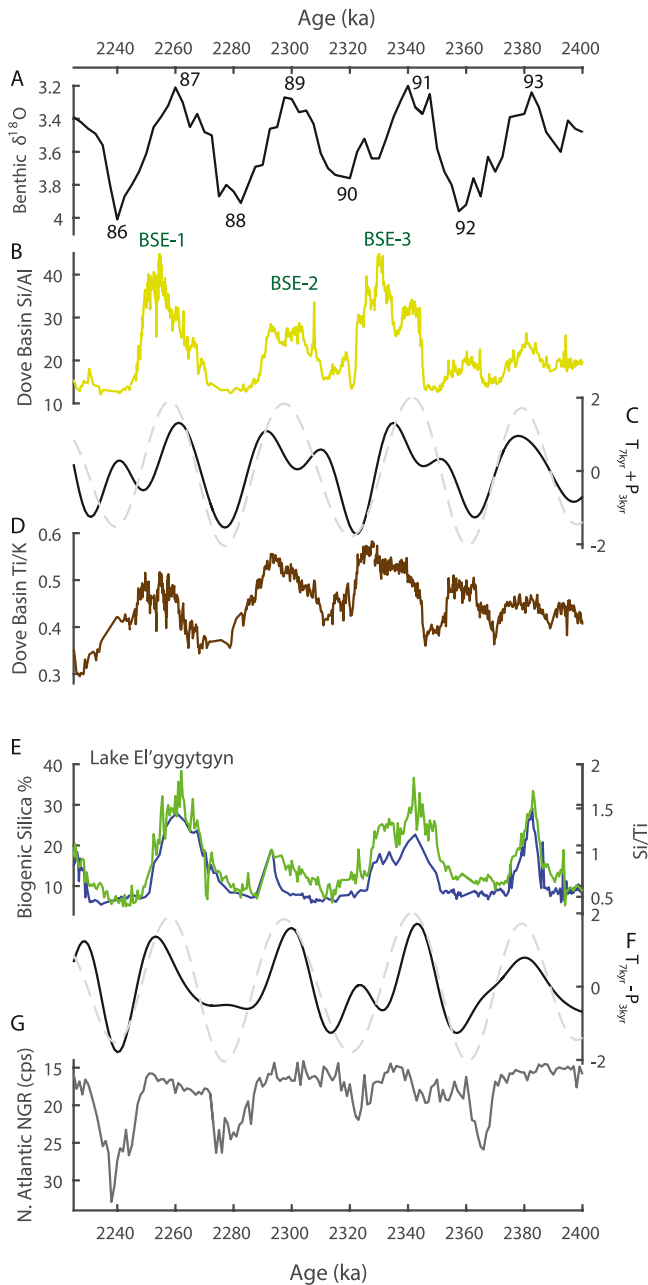 Age (ka)
2240 2260 2280 2300 2320 2340 2360 2380 2400
A
Benthic δ18O
3.2
3.4
3.6
3.8
4
87 89 91 93
86 88 90 92
B
BSE-1 BSE-2 BSE-3
Dove Basin Si/Al
40
30
20
10
C
T7kyr+P3kyr
2
0
-2
D
Dove Basin Ti/K
0.6
0.5
0.4
0.3
E
Lake El'gygytgyn
Biogenic Silica %
40
30
20
10
Si/Ti
2
1.5
1
0.5
F
T7kyr-P3kyr
2
0
-2
G
N. Atlantic NGR (cps)
15
20
25
30
2240 2260 2280 2300 2320 2340 2360 2380 2400
Age (ka)